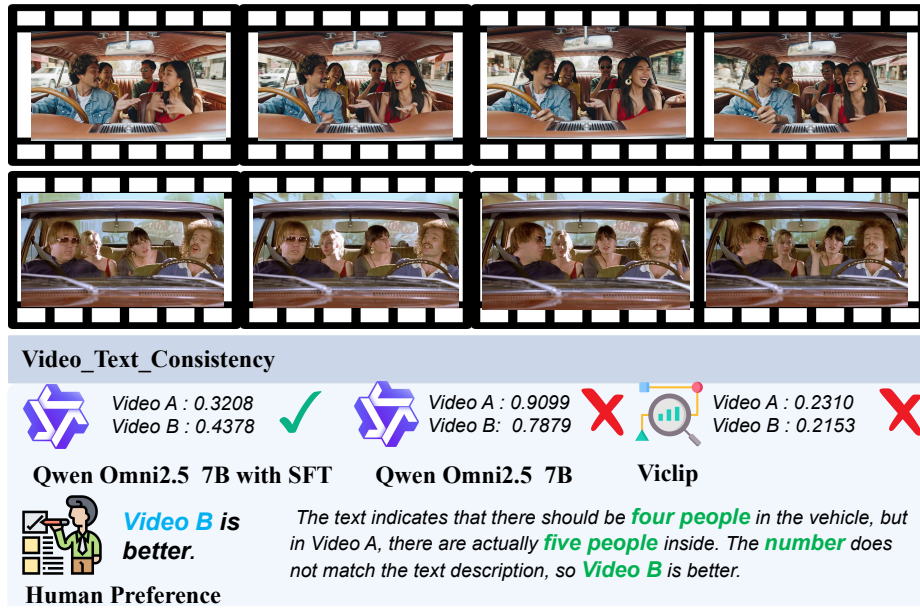 Video_Text_Consistency
Video A : 0.3208
Video B : 0.4378
Qwen Omni2.5 7B with SFT
Video A : 0.9099
Video B: 0.7879
Qwen Omni2.5 7B
Video A : 0.2310
Video B : 0.2153
Viclip
Video B is
better.
Human Preference
The text indicates that there should be four people in the vehicle, but
in Video A, there are actually five people inside. The number does
not match the text description, so Video B is better.